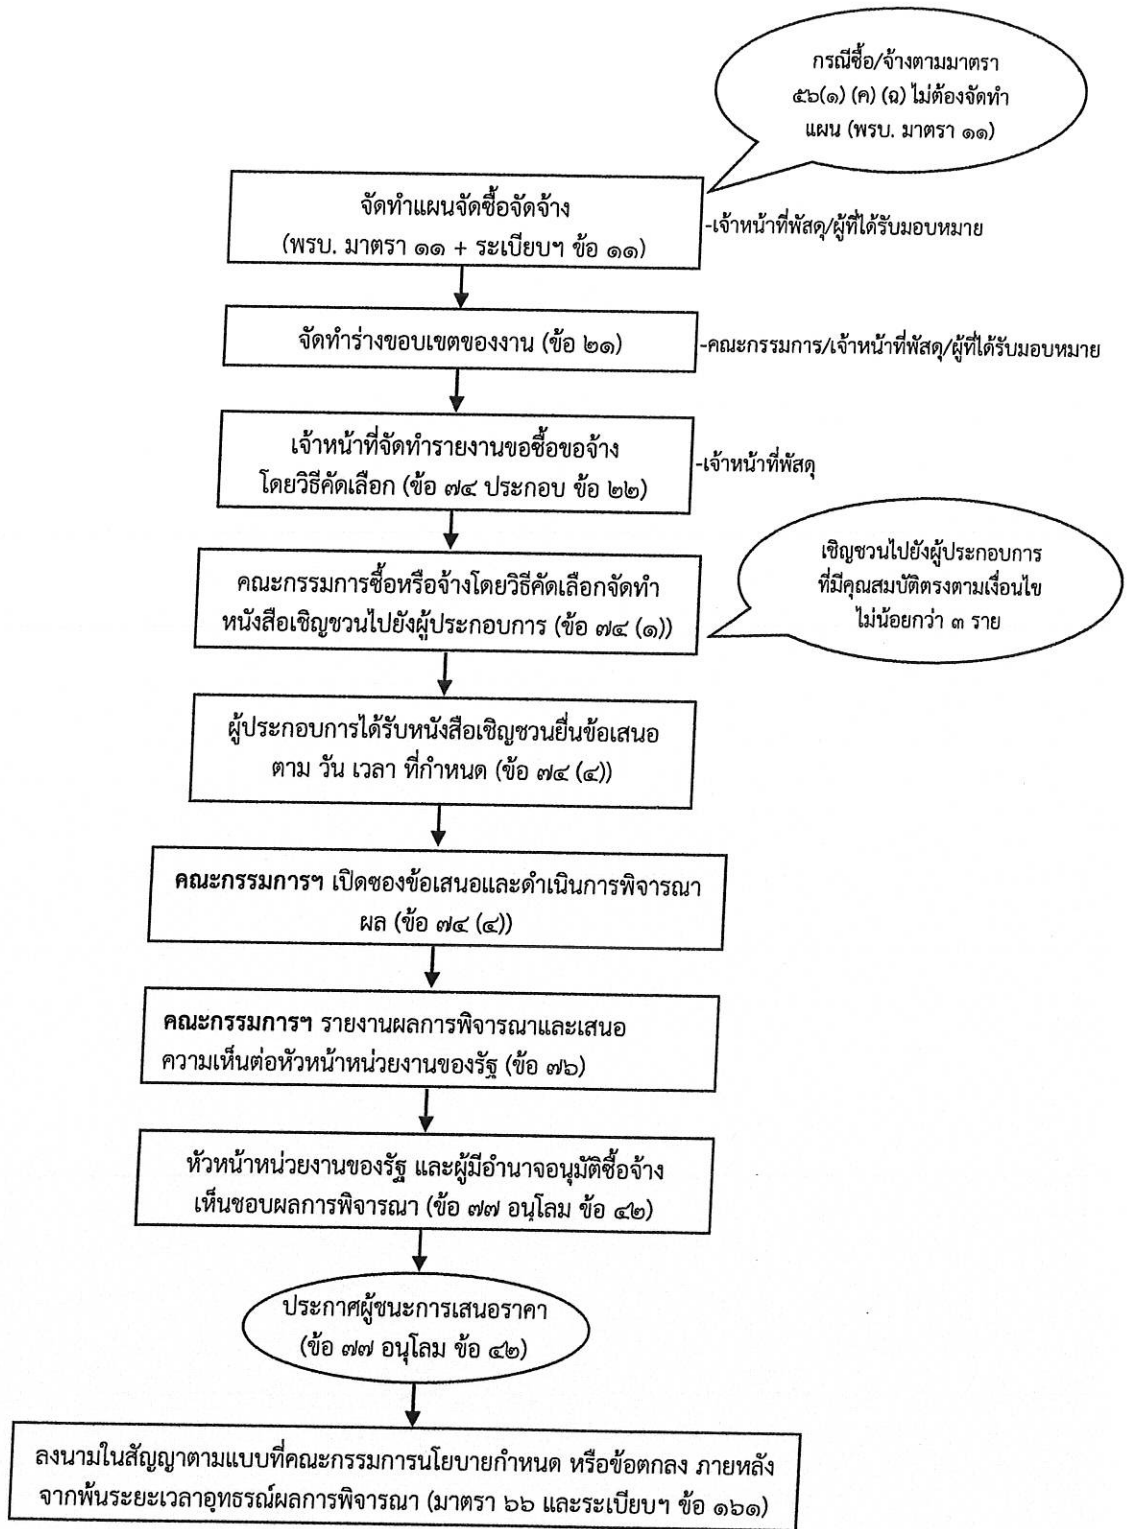 กรณีซื้อ/จ้างตามมาตรา
๕๖(๑) (ค) (ฉ) ไม่ต้องจัดทำ
แผน (พรบ. มาตรา ๑๑)
จัดทำแผนจัดซื้อจัดจ้าง
(พรบ. มาตรา ๑๑ + ระเบียบฯ ข้อ ๑๑)
-เจ้าหน้าที่พัสดุ/ผู้ที่ได้รับมอบหมาย
จัดทำร่างขอบเขตของงาน (ข้อ ๒๑)
-คณะกรรมการ/เจ้าหน้าที่พัสดุ/ผู้ที่ได้รับมอบหมาย
เจ้าหน้าที่จัดทำรายงานขอซื้อขอจ้าง
โดยวิธีคัดเลือก (ข้อ ๗๔ ประกอบ ข้อ ๒๒)
-เจ้าหน้าที่พัสดุ
คณะกรรมการซื้อหรือจ้างโดยวิธีคัดเลือกจัดทำ
หนังสือเชิญชวนไปยังผู้ประกอบการ (ข้อ ๗๔ (๑))
เชิญชวนไปยังผู้ประกอบการ
ที่มีคุณสมบัติตรงตามเงื่อนไข
ไม่น้อยกว่า ๓ ราย
ผู้ประกอบการได้รับหนังสือเชิญชวนยื่นข้อเสนอ
ตาม วัน เวลา ที่กำหนด (ข้อ ๗๔ (๔))
คณะกรรมการฯ เปิดซองข้อเสนอและดำเนินการพิจารณา
ผล (ข้อ ๗๔ (๔))
คณะกรรมการฯ รายงานผลการพิจารณาและเสนอ
ความเห็นต่อหัวหน้าหน่วยงานของรัฐ (ข้อ ๗๖)
หัวหน้าหน่วยงานของรัฐ และผู้มีอำนาจอนุมัติซื้อจ้าง
เห็นชอบผลการพิจารณา (ข้อ ๗๗ อนุโลม ข้อ ๔๒)
ประกาศผู้ชนะการเสนอราคา
(ข้อ ๗๗ อนุโลม ข้อ ๔๒)
ลงนามในสัญญาตามแบบที่คณะกรรมการนโยบายกำหนด หรือข้อตกลง ภายหลัง
จากพ้นระยะเวลาอุทธรณ์ผลการพิจารณา (มาตรา ๖๖ และระเบียบฯ ข้อ ๑๖๑)